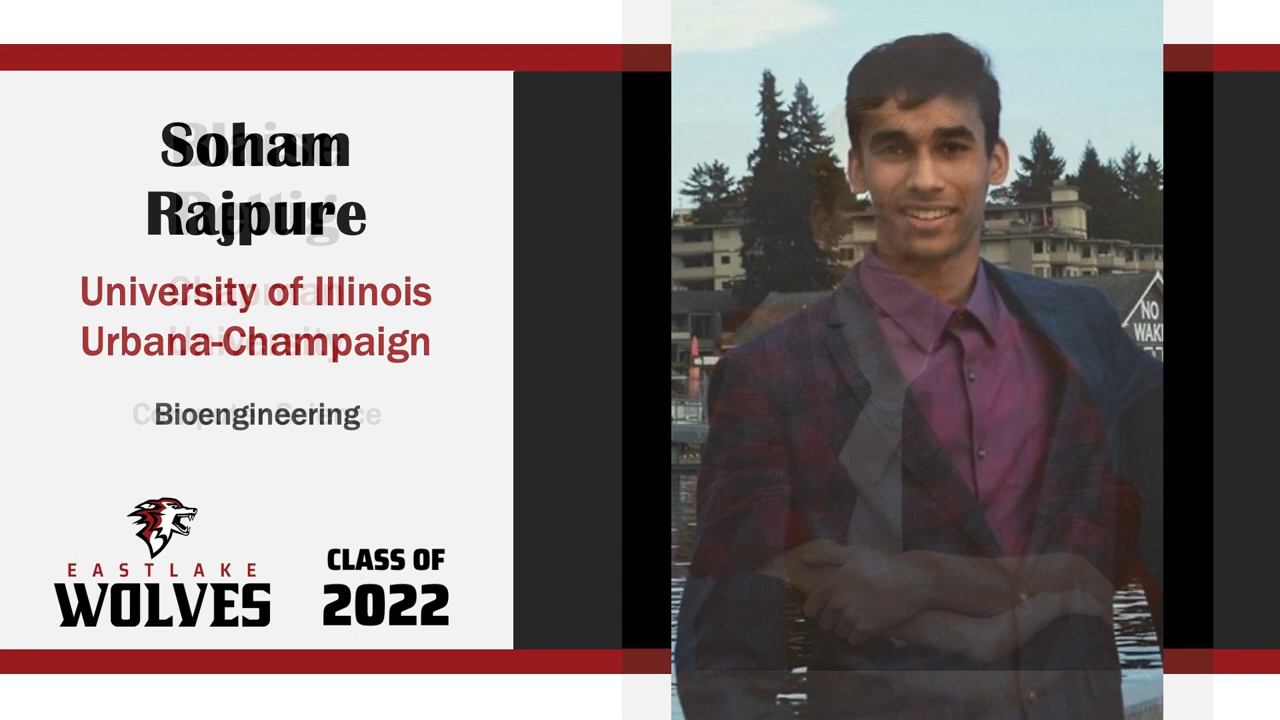 Soham
Rajpure
University of Illinois
Urbana-Champaign
Bioengineering
EASTLAKE
WOLVES
CLASS OF
2022
NO
WAKE